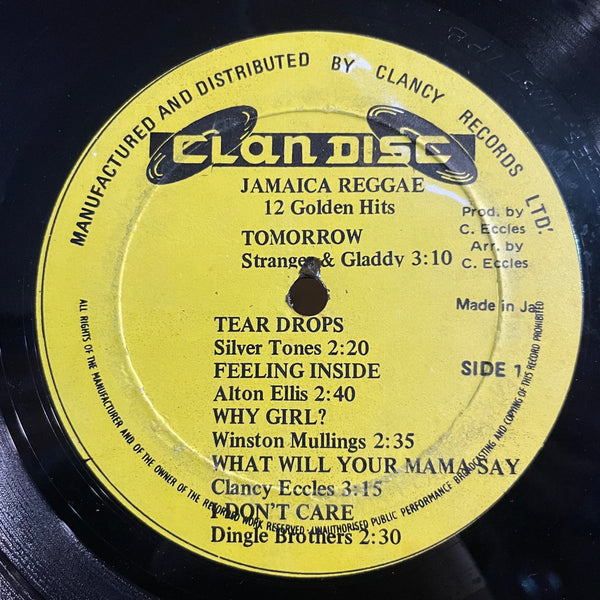 MANUFACTURED AND DISTRIBUTED BY CLANCY RECORDS LTD.
CLAN DISC
JAMAICA REGGAE
12 Golden Hits
Prod. by
C. Eccles
Arr. by
C. Eccles
TOMORROW
Stranger & Gladdy 3:10
Made in Ja.
TEAR DROPS
Silver Tones 2:20
FEELING INSIDE
SIDE 1
Alton Ellis 2:40
WHY GIRL?
Winston Mullings 2:35
WHAT WILL YOUR MAMA SAY
Clancy Eccles 3:15
I DON'T CARE
Dingle Brothers 2:30
ALL RIGHTS OF THE MANUFACTURER AND OF THE OWNER OF THE RECORDED WORK RESERVED - UNAUTHORISED PUBLIC PERFORMANCE BROADCASTING AND COPYING OF THIS RECORD PROHIBITED